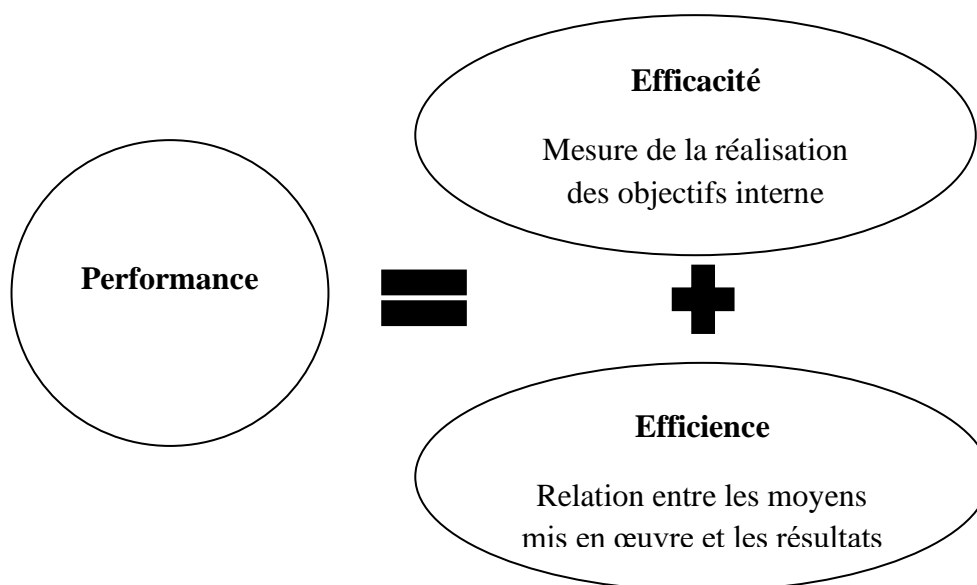 Efficacité
Mesure de la réalisation
des objectifs interne
Performance
Efficience
Relation entre les moyens
mis en œuvre et les résultats